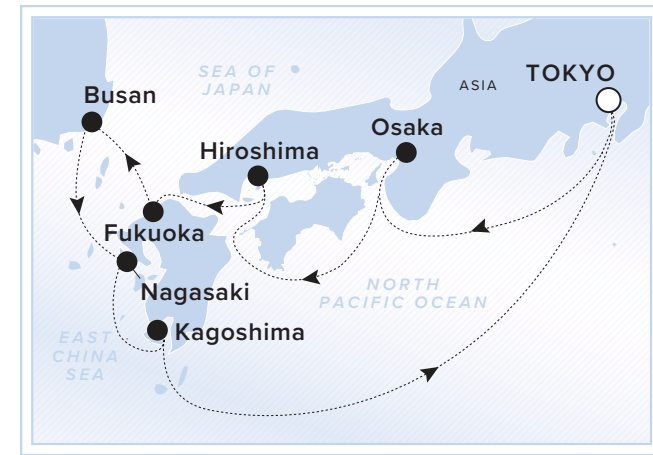 SEA OF
JAPAN
ASIA
TOKYO
Busan
Osaka
Hiroshima
Fukuoka
Nagasaki
NORTH
PACIFIC OCEAN
Kagoshima
EAST
CHINA
SEA